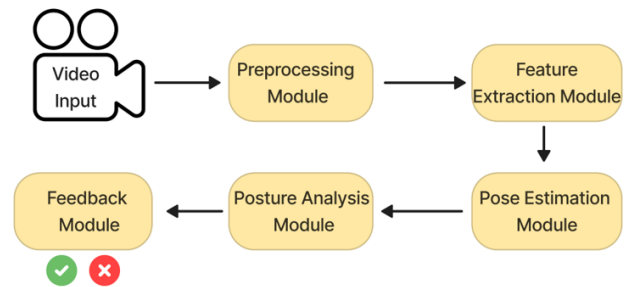 Video
Input
Preprocessing
Module
Feature
Extraction Module
Feedback
Module
Posture Analysis
Module
Pose Estimation
Module